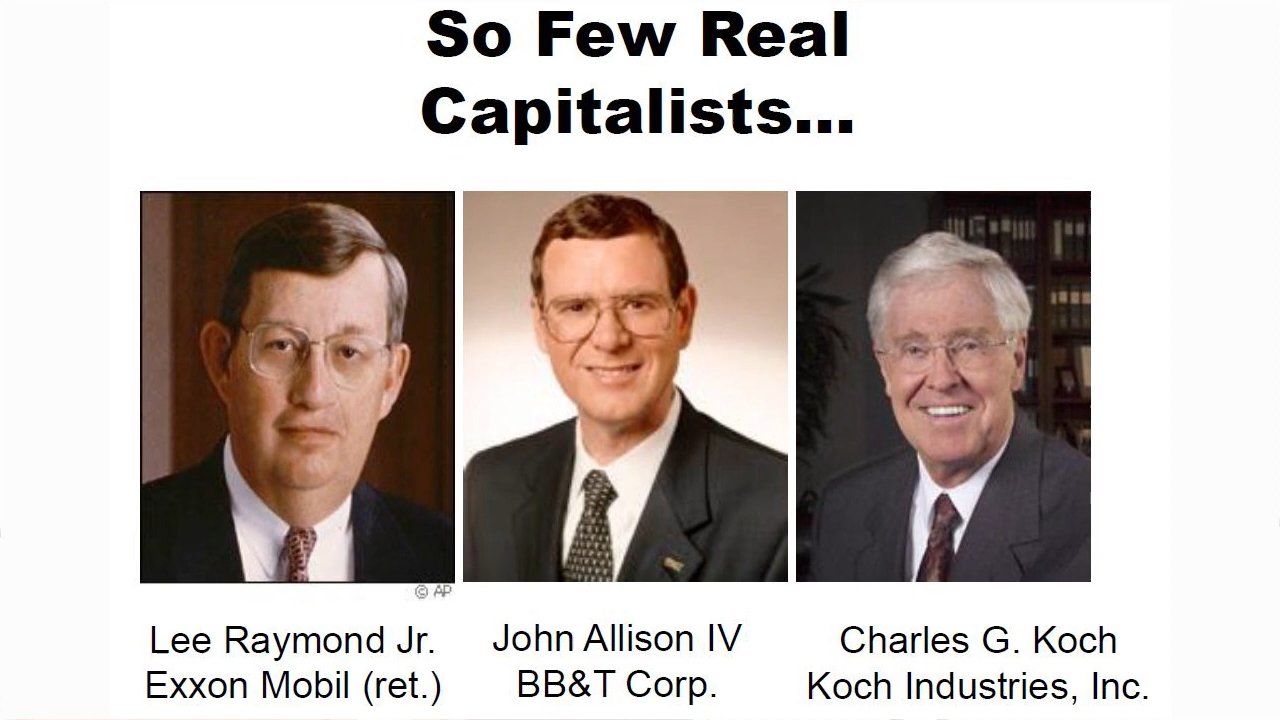 So Few Real
Capitalists...
© AP
Lee Raymond Jr.
Exxon Mobil (ret.)
John Allison IV
BB&T Corp.
Charles G. Koch
Koch Industries, Inc.